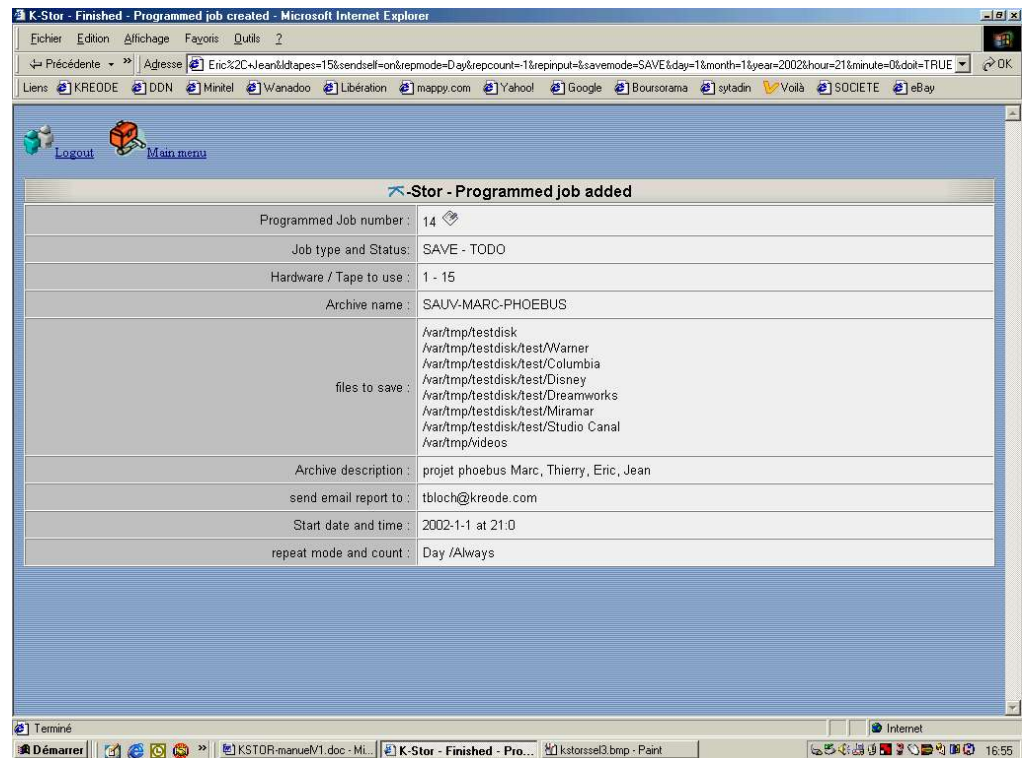 K-Stor - Finished - Programmed job created - Microsoft Internet Explorer
Fichier Edition Affichage Favoris Outils ?
Précédente » Adresse Eric%2C+Jean&ldtapes=15&sendself=on&repmode=Day&repcount=-1&repinput=&savemode=SAVE&day=1&month=1&year=2002&hour=21&minute=0&doit=TRUE OK
Liens KREODE DDN Minitel Wanadoo Libération mappy.com Yahoo! Google Boursorama sytadin Voilà SOCIETE eBay
Logout Main menu
K-Stor - Programmed job added
Programmed Job number : 14
Job type and Status: SAVE - TODO
Hardware / Tape to use : 1 - 15
Archive name : SAUV-MARC-PHOEBUS
files to save :
/var/tmp/testdisk
/var/tmp/testdisk/test/Warner
/var/tmp/testdisk/test/Columbia
/var/tmp/testdisk/test/Disney
/var/tmp/testdisk/test/Dreamworks
/var/tmp/testdisk/test/Miramar
/var/tmp/testdisk/test/Studio Canal
/var/tmp/videos
Archive description : projet phoebus Marc, Thierry, Eric, Jean
send email report to : tbloch@kreode.com
Start date and time : 2002-1-1 at 21:0
repeat mode and count : Day /Always
Terminé Internet
Démarrer » KSTOR-manuelV1.doc - Mi... K-Stor - Finished - Pro... kstorssel3.bmp - Paint 16:55